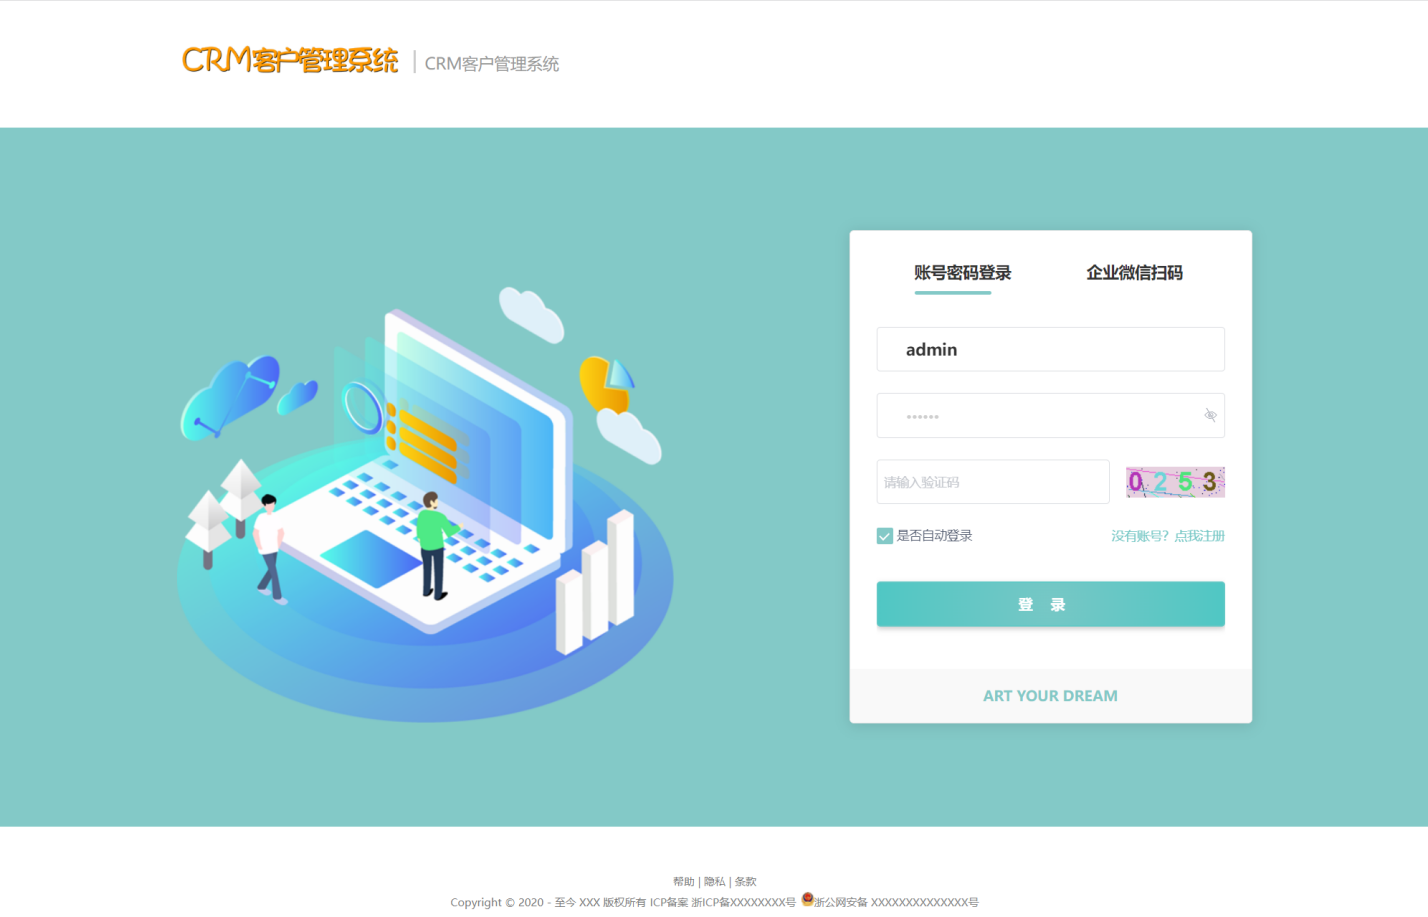 CRM客户管理系统 | CRM客户管理系统
账号密码登录 企业微信扫码
admin
••••••
请输入验证码 0253
是否自动登录 没有账号？点我注册
登 录
ART YOUR DREAM
帮助 | 隐私 | 条款
Copyright © 2020 - 至今 XXX 版权所有 ICP备案 浙ICP备XXXXXXXX号 浙公网安备 XXXXXXXXXXXXXX号